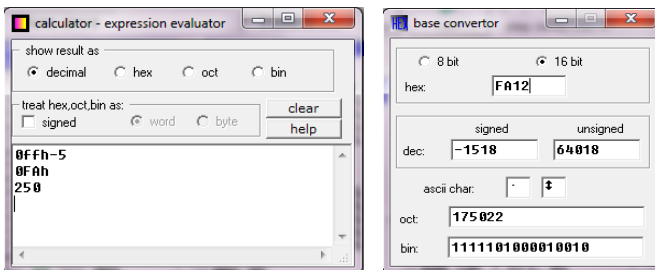 calculator - expression evaluator
show result as
decimal hex oct bin
treat hex,oct,bin as:
signed word byte
clear
help
0ffh-5
0FAh
250
HEX base convertor
8 bit 16 bit
hex: FA12
signed unsigned
dec: -1518 64018
ascii char: · ↕
oct: 175022
bin: 1111101000010010